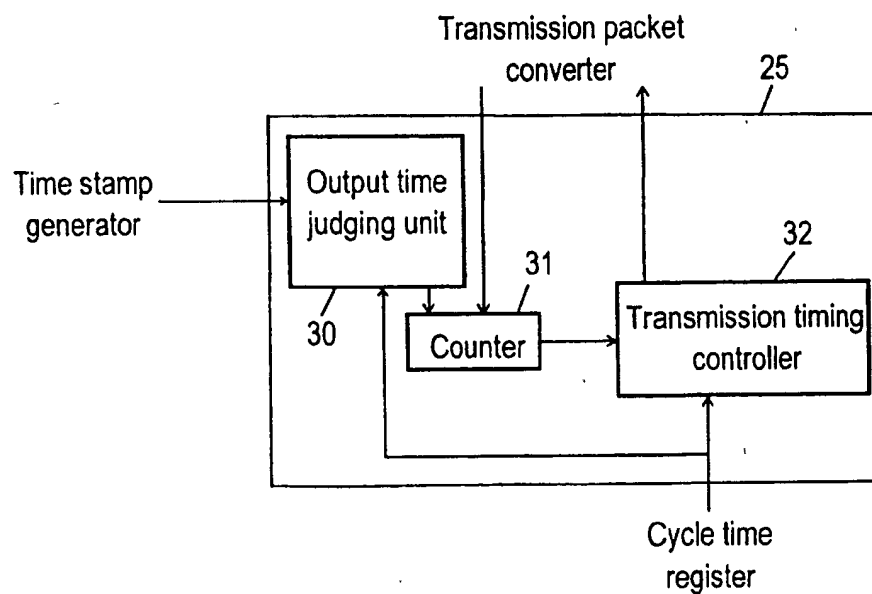 Transmission packet
converter
25
Time stamp
generator
Output time
judging unit
30
31
Counter
32
Transmission timing
controller
Cycle time
register